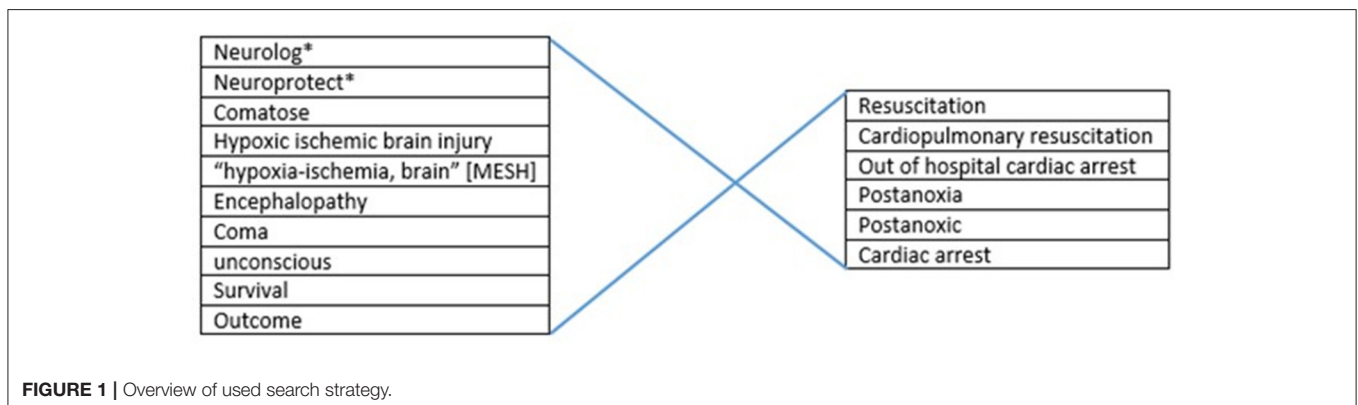 Neurolog*
Neuroprotect*
Comatose
Hypoxic ischemic brain injury
“hypoxia-ischemia, brain” [MESH]
Encephalopathy
Coma
unconscious
Survival
Outcome
Resuscitation
Cardiopulmonary resuscitation
Out of hospital cardiac arrest
Postanoxia
Postanoxic
Cardiac arrest
FIGURE 1 | Overview of used search strategy.